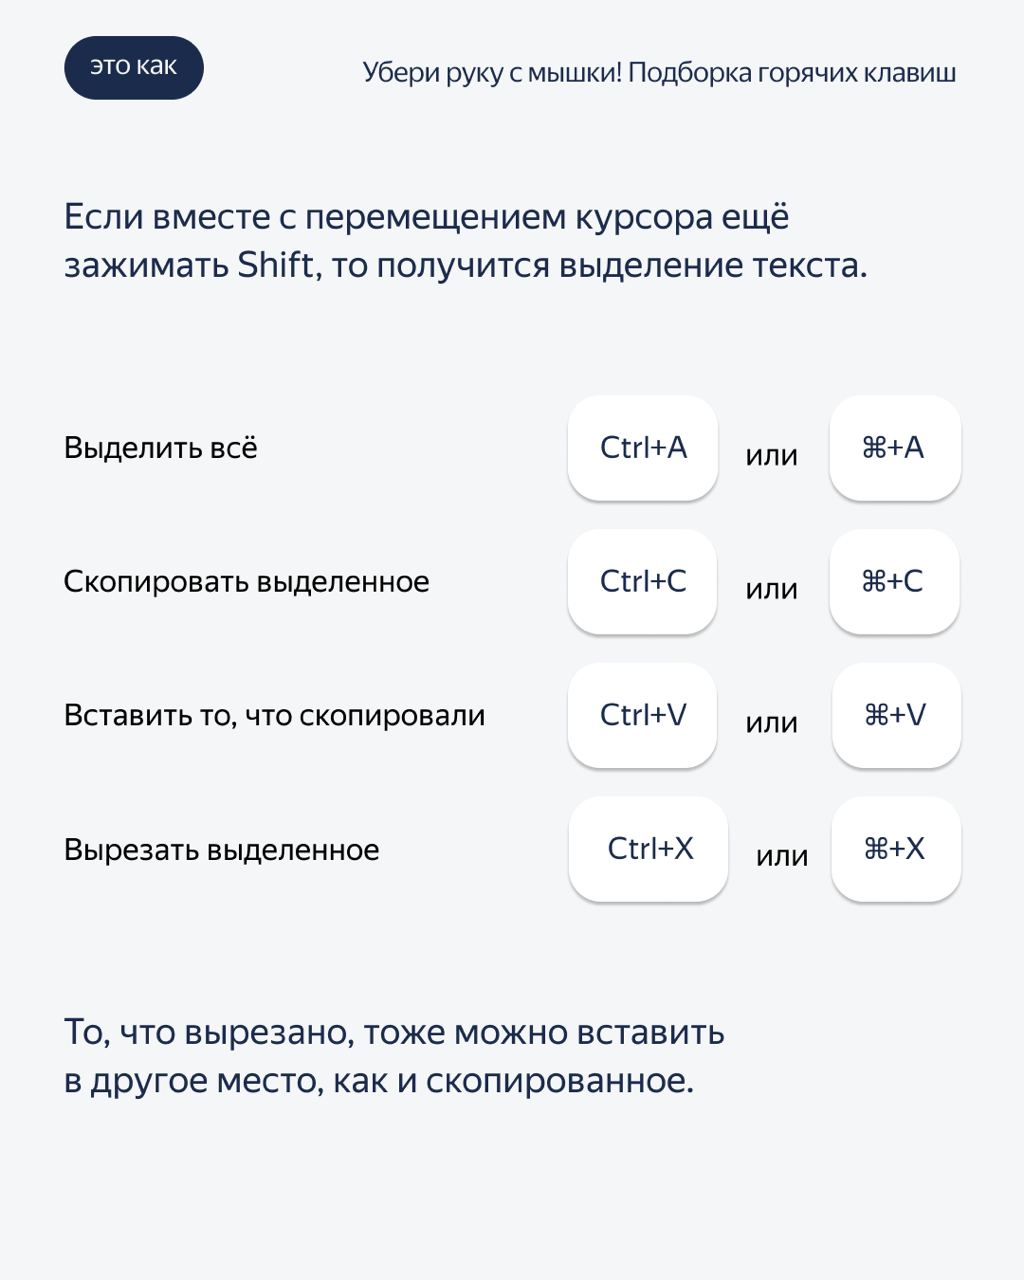 это как
Убери руку с мышки! Подборка горячих клавиш
Если вместе с перемещением курсора ещё
зажимать Shift, то получится выделение текста.
Выделить всё Ctrl+A или ⌘+A
Скопировать выделенное Ctrl+C или ⌘+C
Вставить то, что скопировали Ctrl+V или ⌘+V
Вырезать выделенное Ctrl+X или ⌘+X
То, что вырезано, тоже можно вставить
в другое место, как и скопированное.